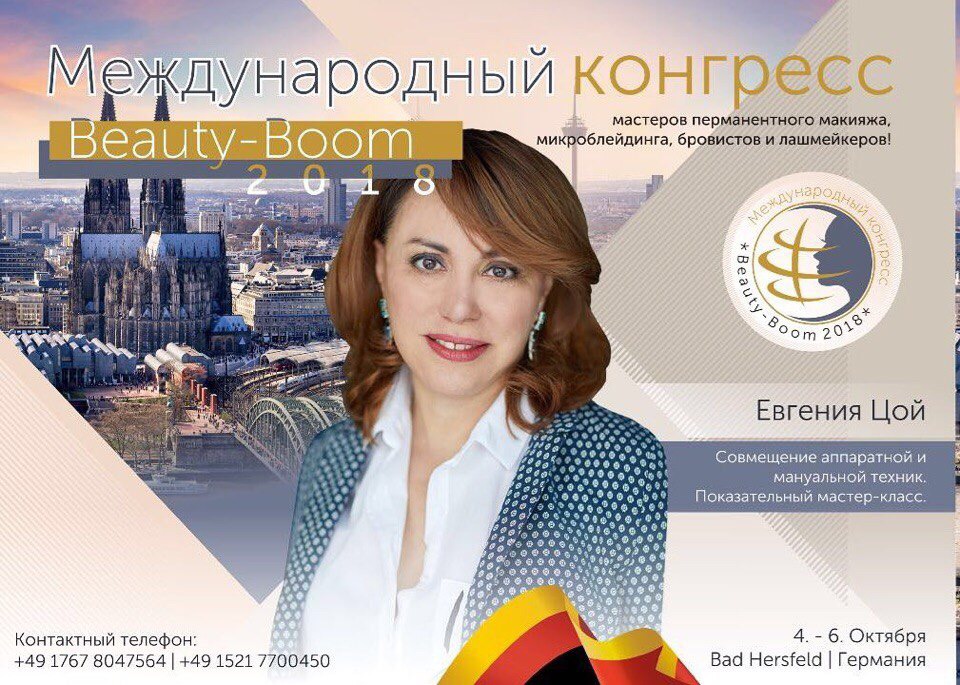 Международный конгресс
Beauty-Boom
2018
мастеров перманентного макияжа,
микроблейдинга, бровистов и лашмейкеров!
Международный конгресс
*Beauty-Boom 2018*
Евгения Цой
Совмещение аппаратной и
мануальной техник.
Показательный мастер-класс.
Контактный телефон:
+49 1767 8047564 | +49 1521 7700450
4. - 6. Октября
Bad Hersfeld | Германия